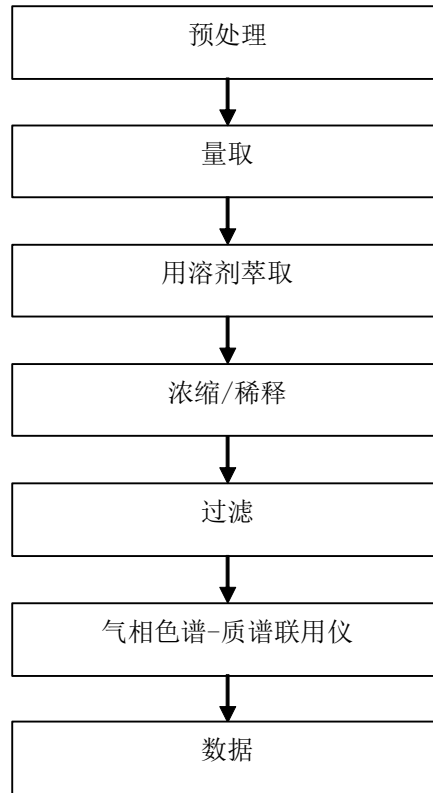 预处理
量取
用溶剂萃取
浓缩/稀释
过滤
气相色谱-质谱联用仪
数据